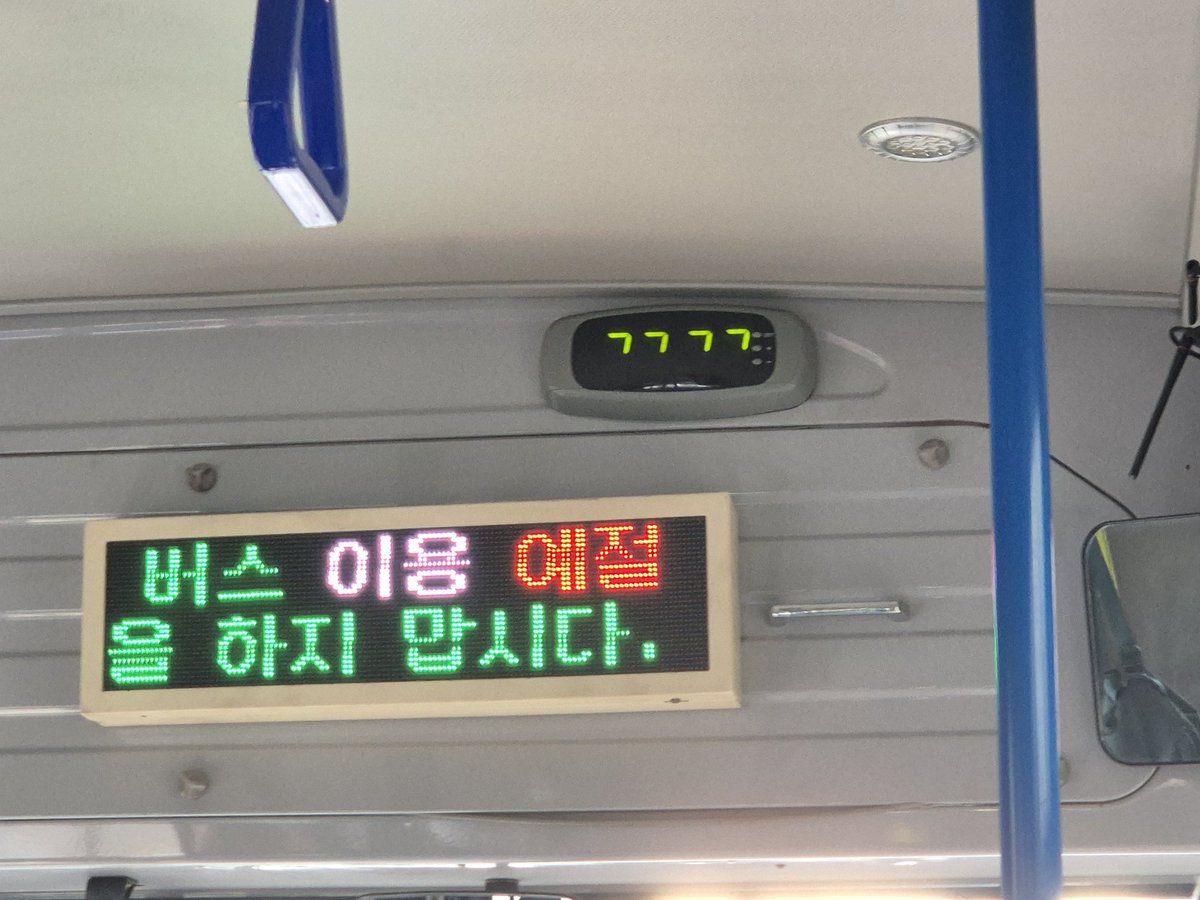 7777
버스 이용 예절
을 하지 맙시다.